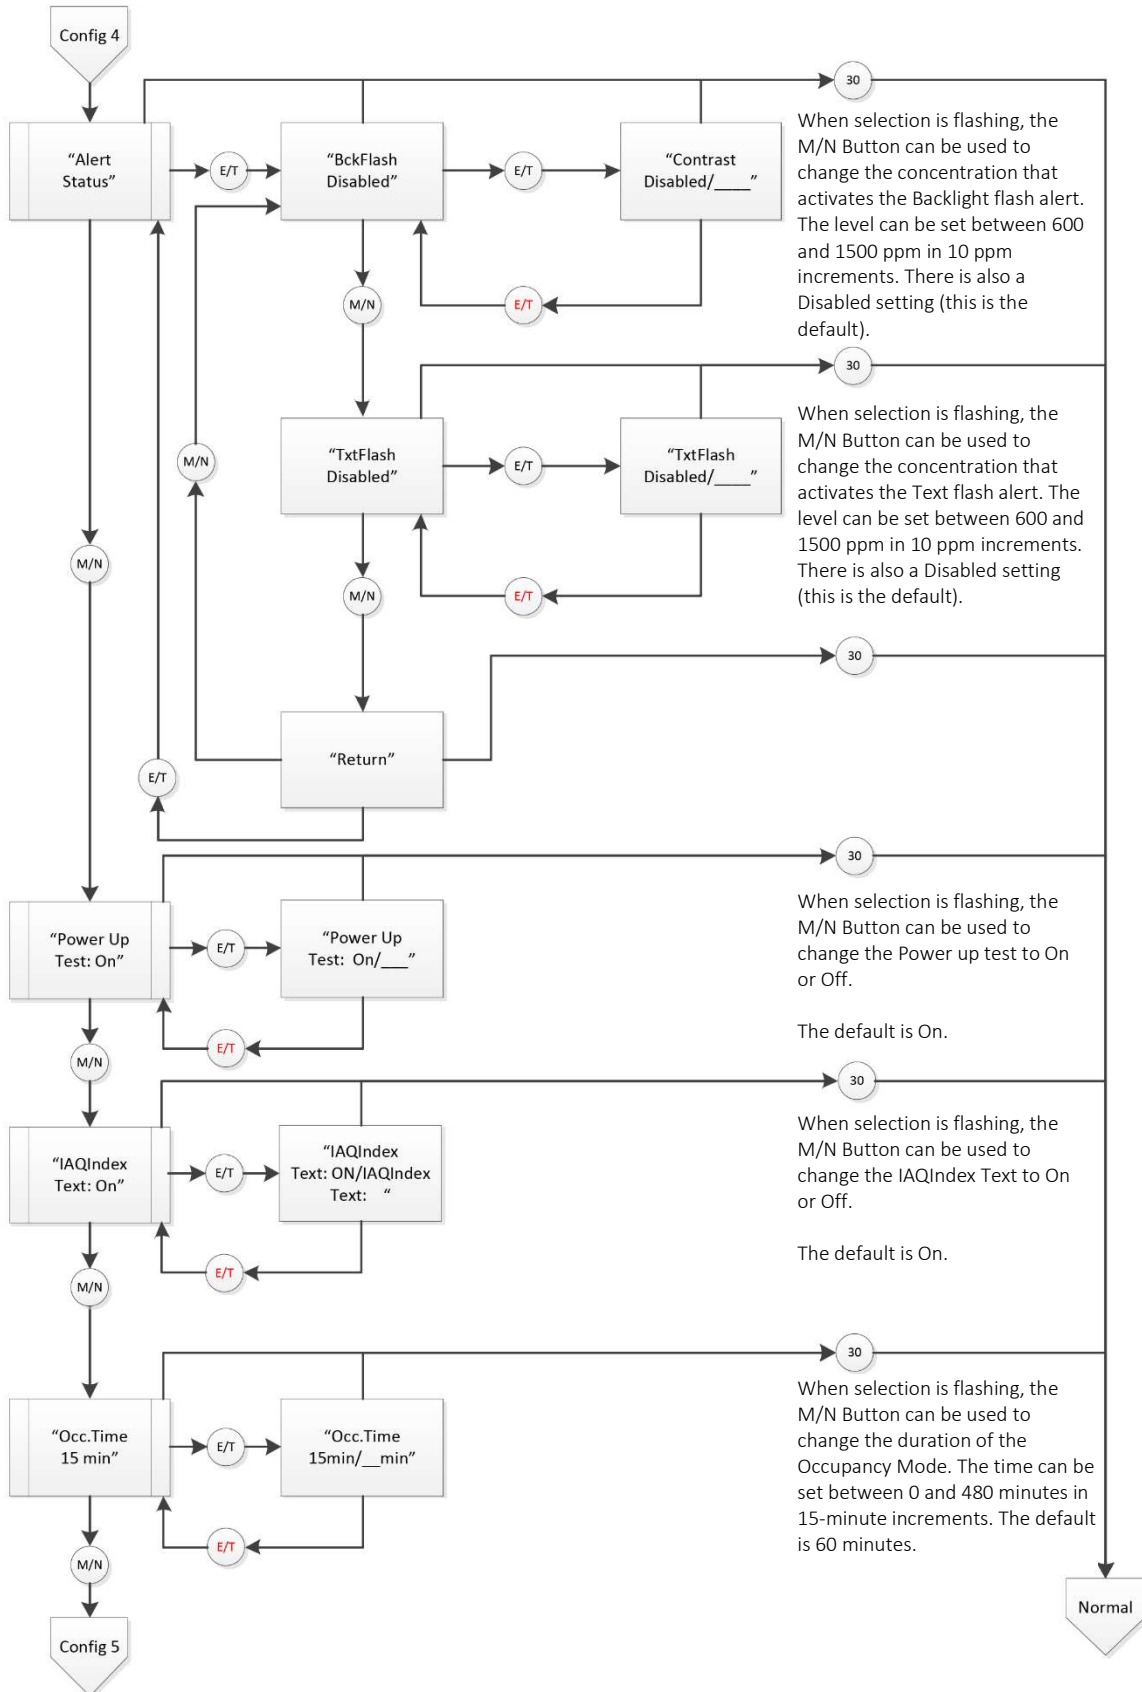 Config 4
30
“Alert
Status”
E/T
“BckFlash
Disabled”
E/T
“Contrast
Disabled/____”
When selection is flashing, the
M/N Button can be used to
change the concentration that
activates the Backlight flash alert.
The level can be set between 600
and 1500 ppm in 10 ppm
increments. There is also a
Disabled setting (this is the
default).
M/N
E/T
30
M/N
“TxtFlash
Disabled”
E/T
“TxtFlash
Disabled/____”
When selection is flashing, the
M/N Button can be used to
change the concentration that
activates the Text flash alert. The
level can be set between 600 and
1500 ppm in 10 ppm increments.
There is also a Disabled setting
(this is the default).
M/N
M/N
E/T
30
“Return”
E/T
30
“Power Up
Test: On”
E/T
“Power Up
Test: On/___”
When selection is flashing, the
M/N Button can be used to
change the Power up test to On
or Off.
The default is On.
E/T
M/N
30
“IAQIndex
Text: On”
E/T
“IAQIndex
Text: ON/IAQIndex
Text: “
When selection is flashing, the
M/N Button can be used to
change the IAQIndex Text to On
or Off.
The default is On.
E/T
M/N
30
“Occ.Time
15 min”
E/T
“Occ.Time
15min/__min”
When selection is flashing, the
M/N Button can be used to
change the duration of the
Occupancy Mode. The time can be
set between 0 and 480 minutes in
15-minute increments. The default
is 60 minutes.
E/T
M/N
Normal
Config 5